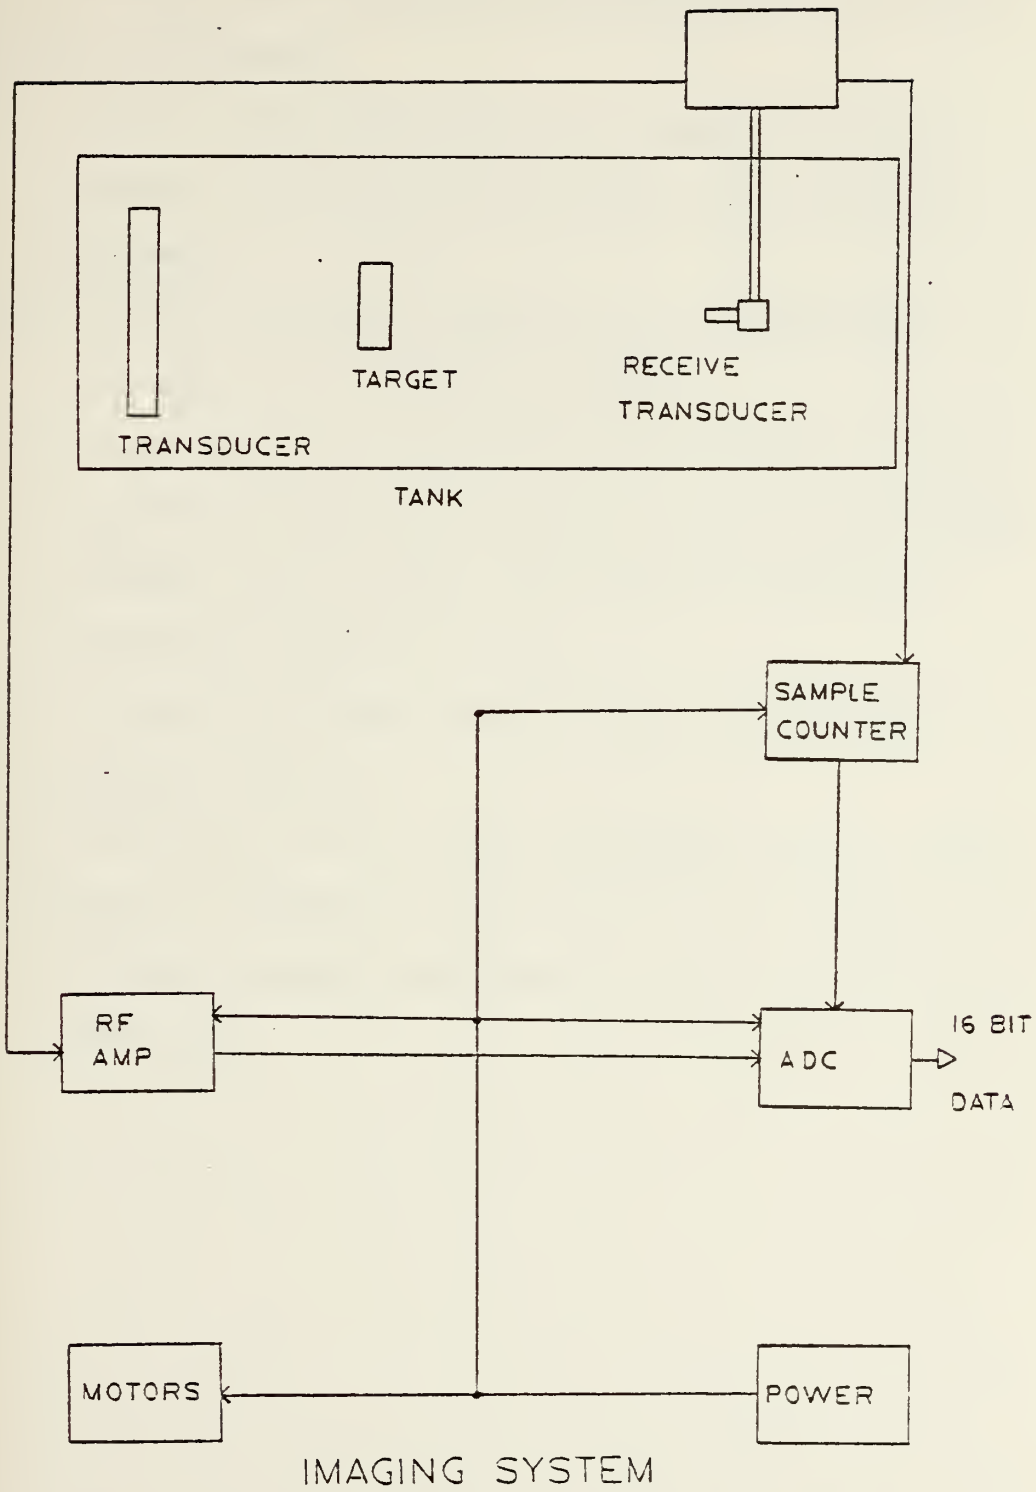 TARGET
RECEIVE
TRANSDUCER
TRANSDUCER
TANK
SAMPLE
COUNTER
RF
AMP
ADC
16 BIT
DATA
MOTORS
POWER
IMAGING SYSTEM